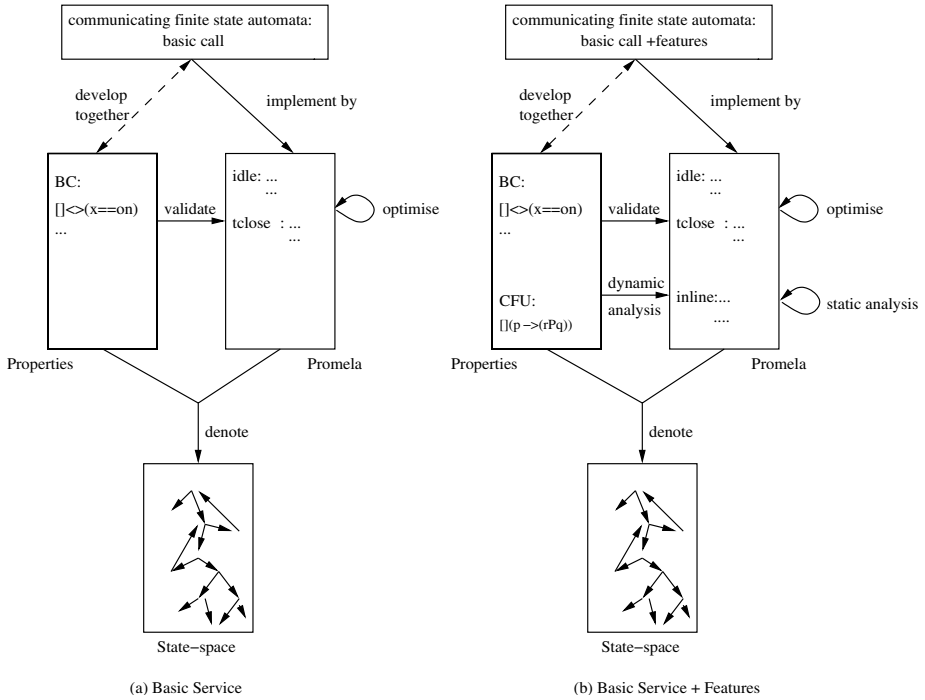 communicating finite state automata:
basic call
develop
together
implement by
BC:
[]<>(x==on)
...
validate
idle: ...
...
tclose : ...
...
optimise
Properties
Promela
denote
State−space
(a) Basic Service
communicating finite state automata:
basic call +features
develop
together
implement by
BC:
[]<>(x==on)
...
CFU:
[](p −>(rPq))
validate
dynamic
analysis
idle: ...
...
tclose : ...
...
inline:...
....
optimise
static analysis
Properties
Promela
denote
State−space
(b) Basic Service + Features